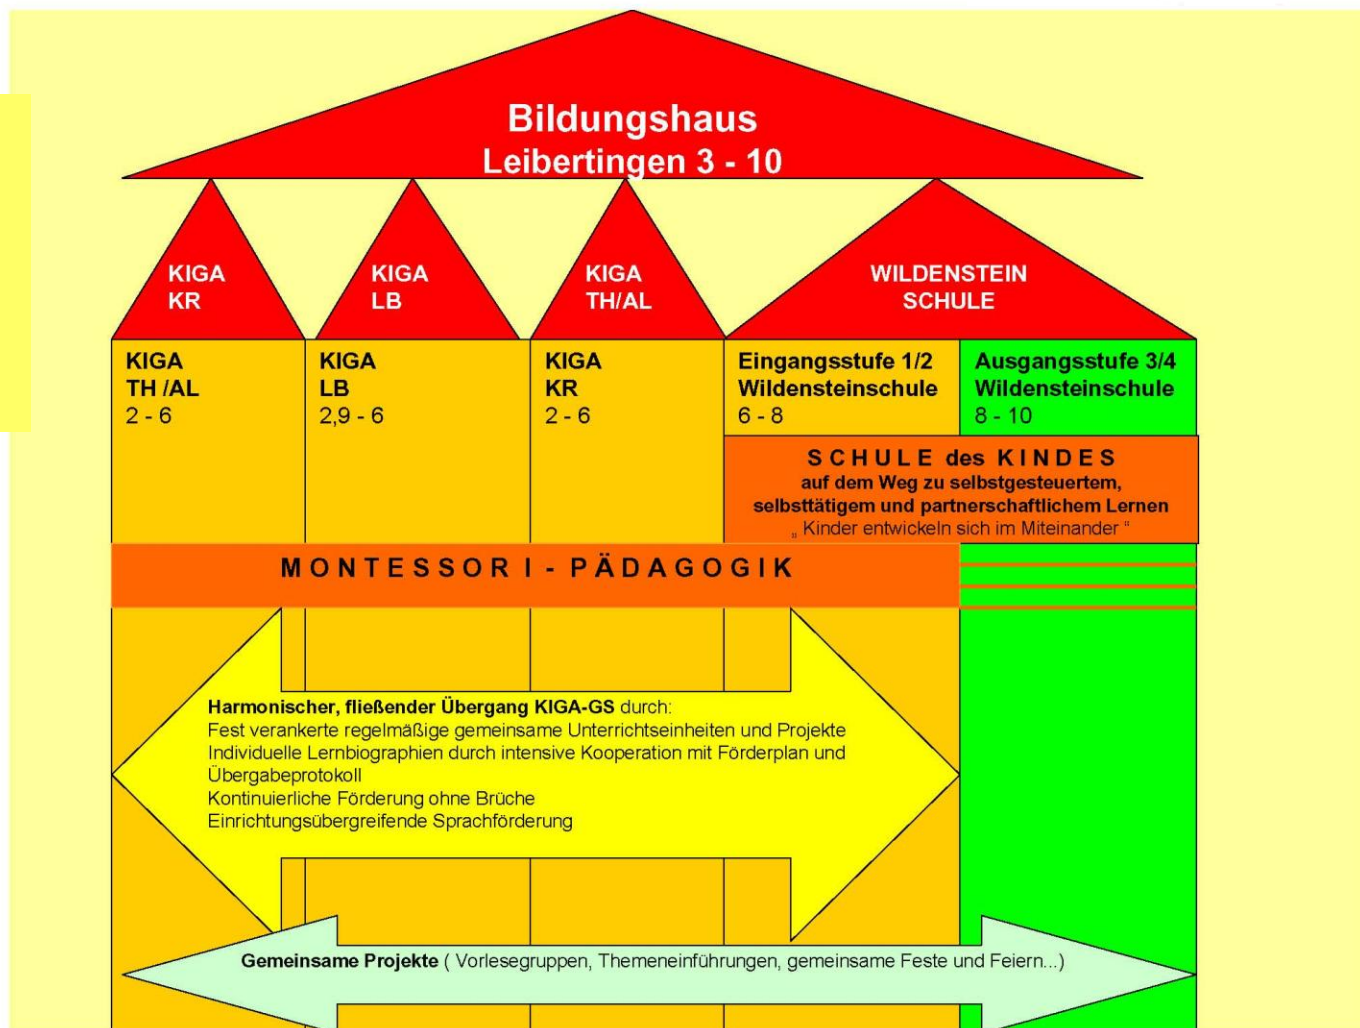 Bildungshaus
Leibertingen 3 - 10
KIGA
KR
KIGA
LB
KIGA
TH/AL
WILDENSTEIN
SCHULE
KIGA
TH /AL
2 - 6
KIGA
LB
2,9 - 6
KIGA
KR
2 - 6
Eingangsstufe 1/2
Wildensteinschule
6 - 8
Ausgangsstufe 3/4
Wildensteinschule
8 - 10
S C H U L E des K I N D E S
auf dem Weg zu selbstgesteuertem,
selbsttätigem und partnerschaftlichem Lernen
„ Kinder entwickeln sich im Miteinander “
M O N T E S S O R I - P Ä D A G O G I K
Harmonischer, fließender Übergang KIGA-GS durch:
Fest verankerte regelmäßige gemeinsame Unterrichtseinheiten und Projekte
Individuelle Lernbiographien durch intensive Kooperation mit Förderplan und
Übergabeprotokoll
Kontinuierliche Förderung ohne Brüche
Einrichtungsübergreifende Sprachförderung
Gemeinsame Projekte ( Vorlesegruppen, Themeneinführungen, gemeinsame Feste und Feiern...)